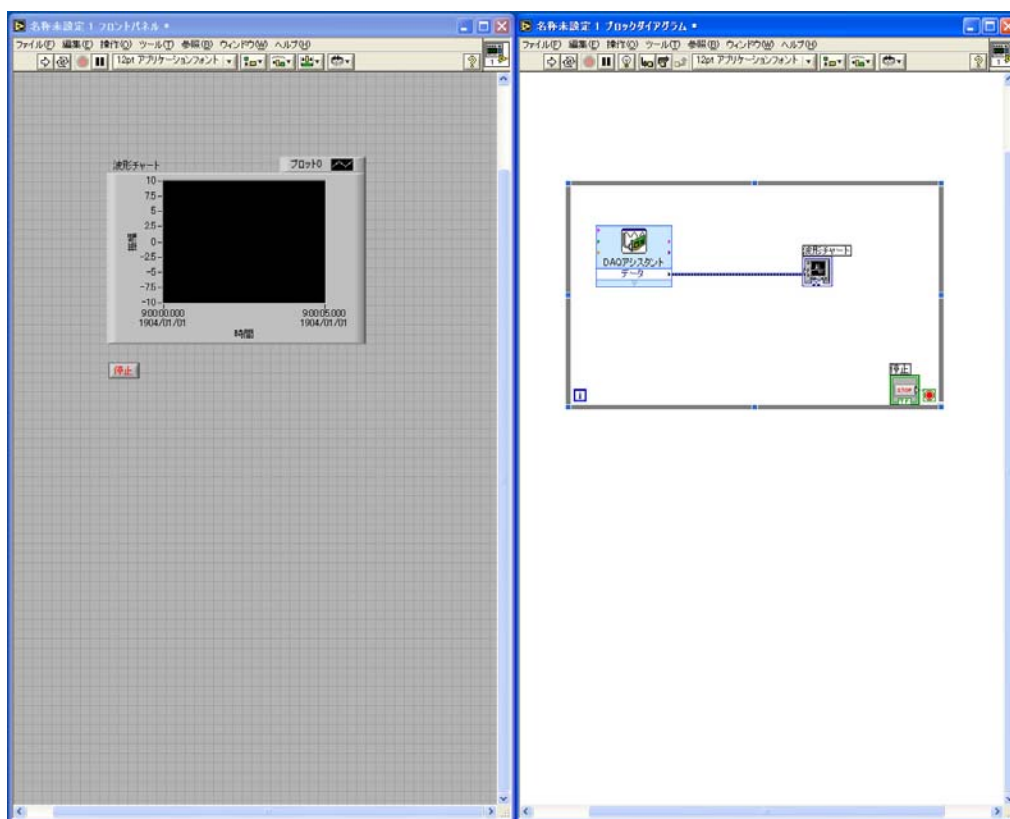 名称未設定 1 フロントパネル *
ファイル(F) 編集(E) 操作(O) ツール(T) 参照(B) ウィンドウ(W) ヘルプ(H)
12pt アプリケーションフォント
波形チャート
プロット0
10
7.5
5
2.5
0
-2.5
-5
-7.5
-10
振幅
9:00:00.000
1904/01/01
9:00:05.000
1904/01/01
時間
停止
名称未設定 1 ブロックダイアグラム *
ファイル(F) 編集(E) 操作(O) ツール(T) 参照(B) ウィンドウ(W) ヘルプ(H)
12pt アプリケーションフォント
DAQアシスタント
データ
波形チャート
停止
STOP
TF
i